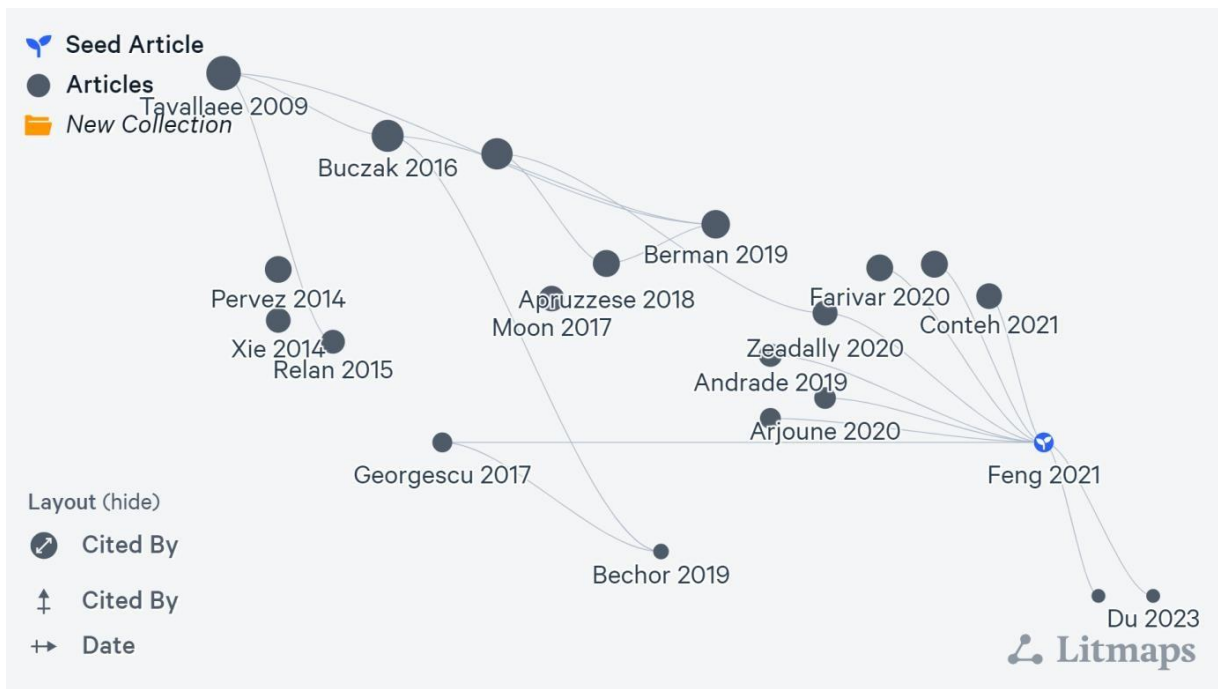 Seed Article
Articles
Tavallaee 2009
New Collection
Buczak 2016
Berman 2019
Pervez 2014
Apruzzese 2018
Farivar 2020
Moon 2017
Conteh 2021
Xie 2014
Zeadally 2020
Relan 2015
Andrade 2019
Arjoune 2020
Georgescu 2017
Feng 2021
Layout (hide)
Cited By
Bechor 2019
Cited By
Du 2023
Date
Litmaps